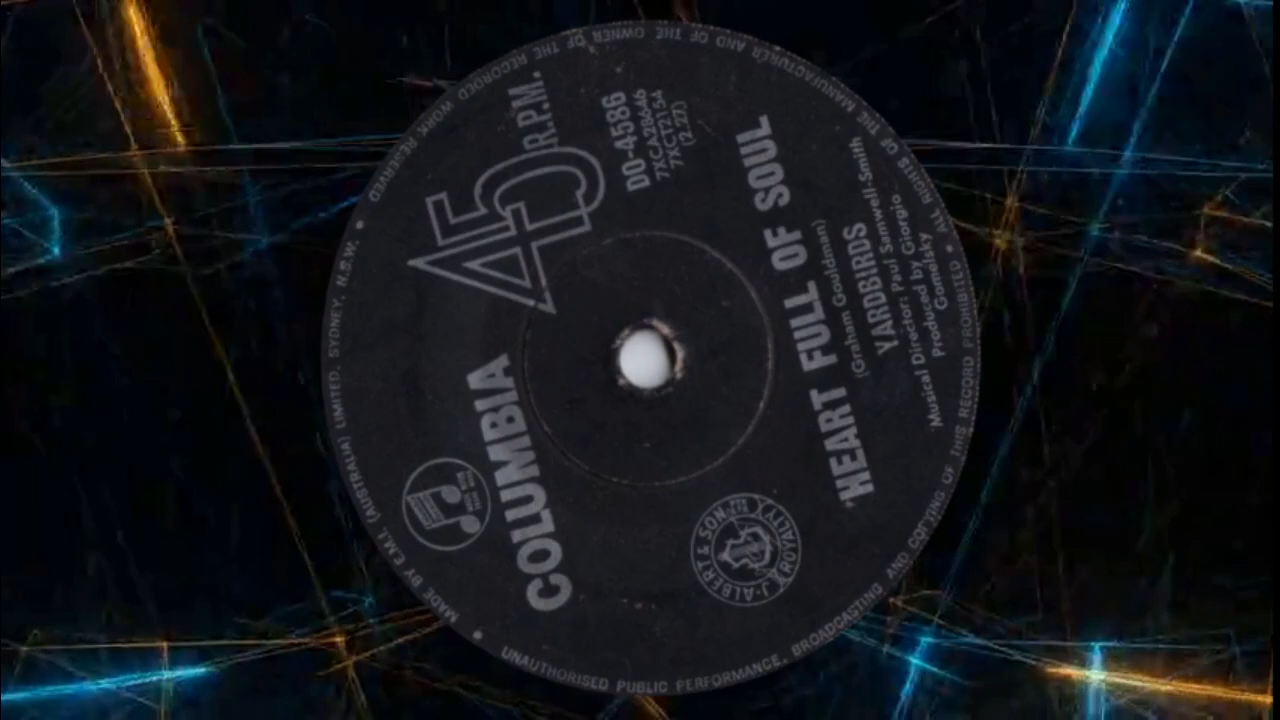 COLUMBIA
45 R.P.M.
DO-4586
7XCA28646
7XCT2154
(2.27)
J. ALBERT & SON
ROYALTY
HEART FULL OF SOUL
(Graham Gouldman)
YARDBIRDS
Musical Director: Paul Samwell-Smith
Produced by Giorgio
Gomelsky
MADE BY E.M.I. (AUSTRALIA) LIMITED. SYDNEY, N.S.W. • ALL RIGHTS OF THE MANUFACTURER AND OF THE OWNER OF THE RECORDED WORK RESERVED •
UNAUTHORISED PUBLIC PERFORMANCE, BROADCASTING AND COPYING OF THIS RECORD PROHIBITED •